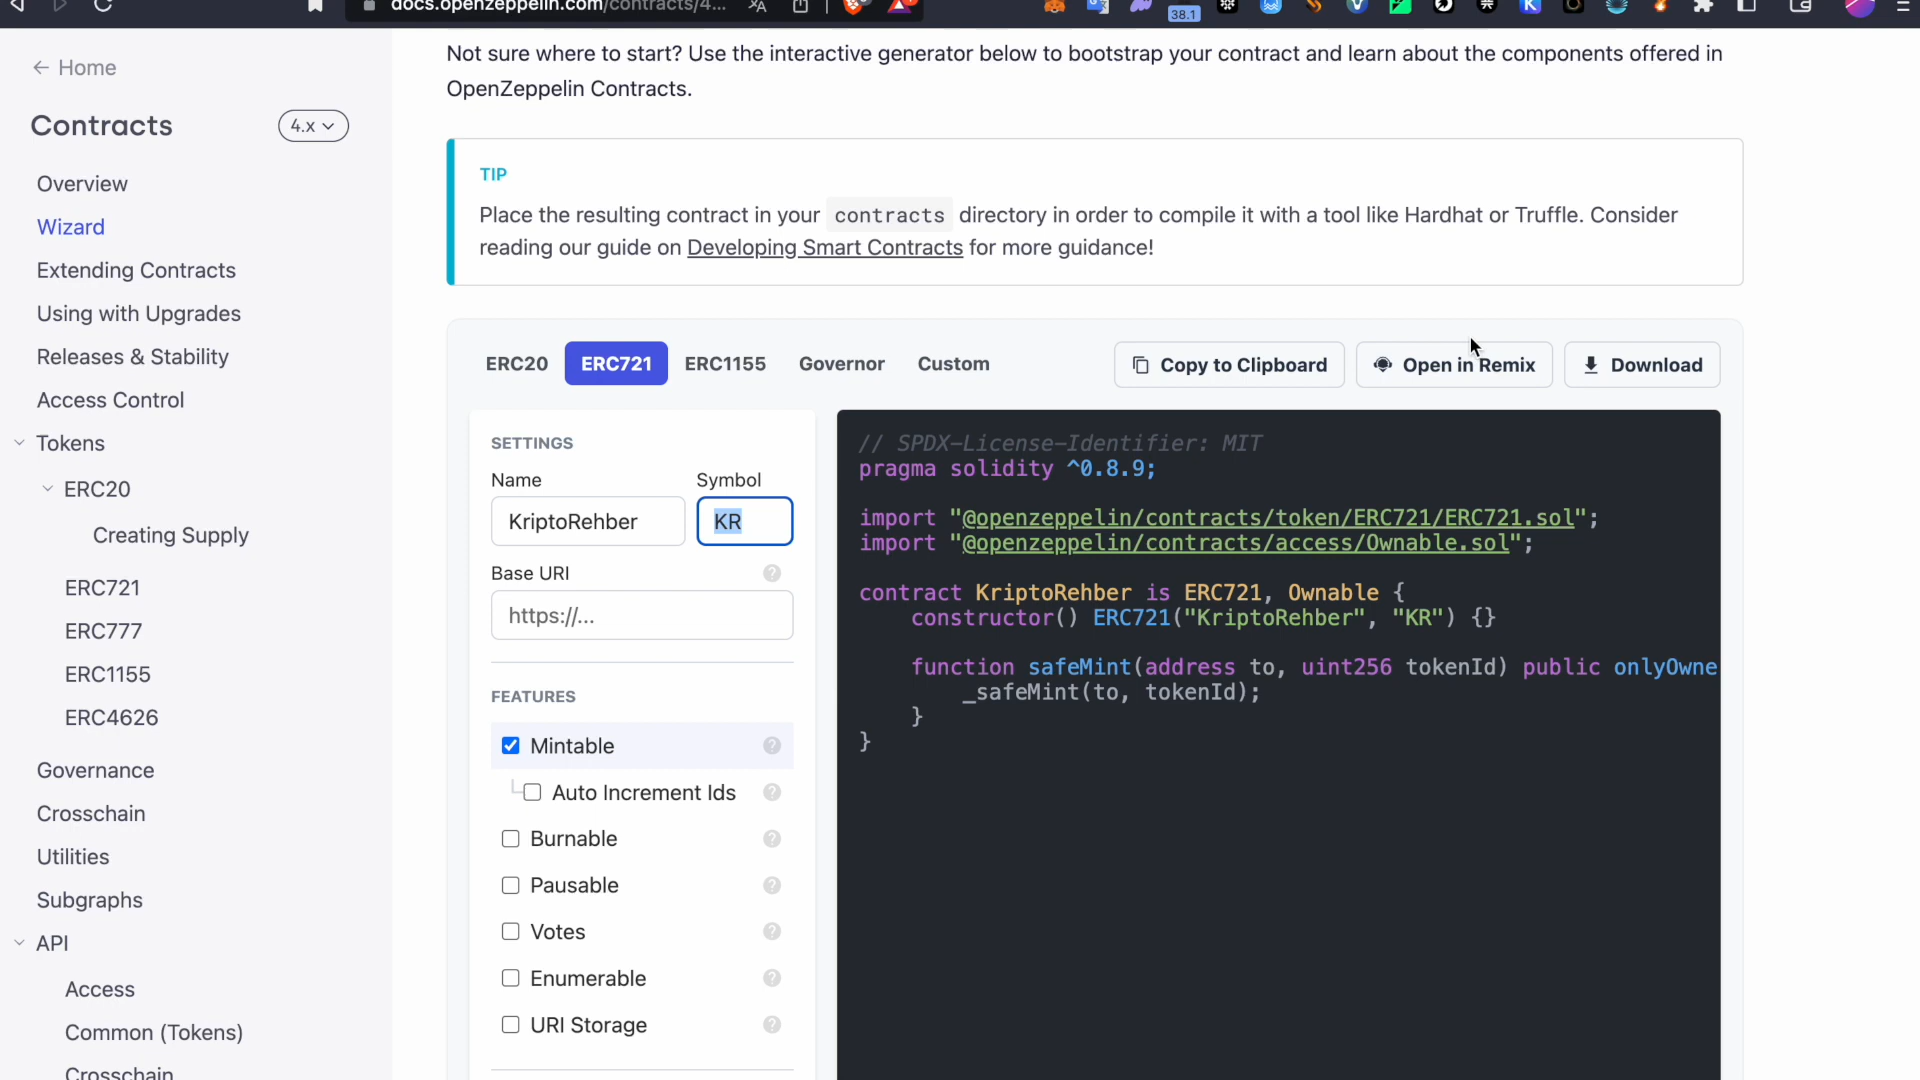 docs.openzeppelin.com/contracts/4...
38.1
Not sure where to start? Use the interactive generator below to bootstrap your contract and learn about the components offered in
OpenZeppelin Contracts.
← Home
Contracts
4.x
Overview
Wizard
Extending Contracts
Using with Upgrades
Releases & Stability
Access Control
Tokens
ERC20
Creating Supply
ERC721
ERC777
ERC1155
ERC4626
Governance
Crosschain
Utilities
Subgraphs
API
Access
Common (Tokens)
Crosschain
TIP
Place the resulting contract in your contracts directory in order to compile it with a tool like Hardhat or Truffle. Consider
reading our guide on Developing Smart Contracts for more guidance!
ERC20 ERC721 ERC1155 Governor Custom
Copy to Clipboard Open in Remix Download
SETTINGS
Name Symbol
KriptoRehber KR
Base URI ?
https://...
FEATURES
Mintable ?
Auto Increment Ids ?
Burnable ?
Pausable ?
Votes ?
Enumerable ?
URI Storage ?
// SPDX-License-Identifier: MIT
pragma solidity ^0.8.9;
import "@openzeppelin/contracts/token/ERC721/ERC721.sol";
import "@openzeppelin/contracts/access/Ownable.sol";
contract KriptoRehber is ERC721, Ownable {
constructor() ERC721("KriptoRehber", "KR") {}
function safeMint(address to, uint256 tokenId) public onlyOwne
_safeMint(to, tokenId);
}
}